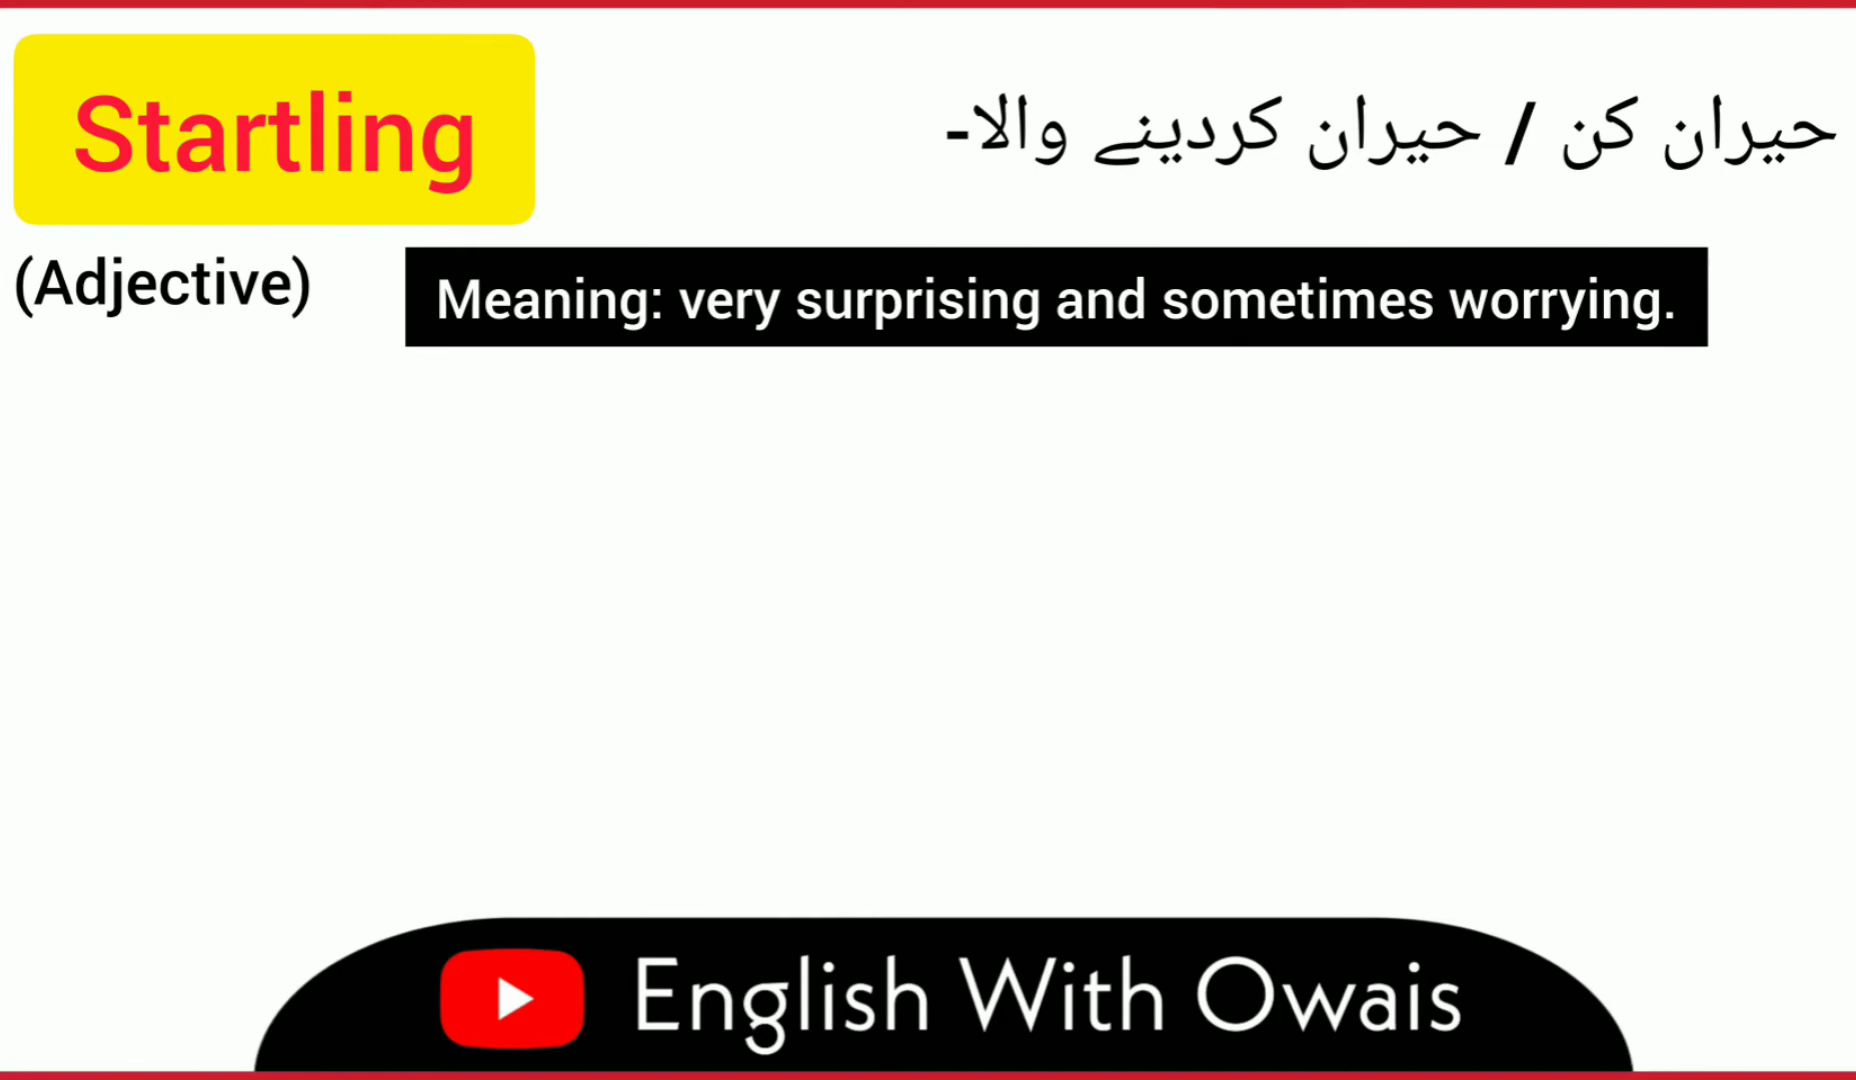 Startling
حیران کن / حیران کردینے والا-
(Adjective)
Meaning: very surprising and sometimes worrying.
English With Owais